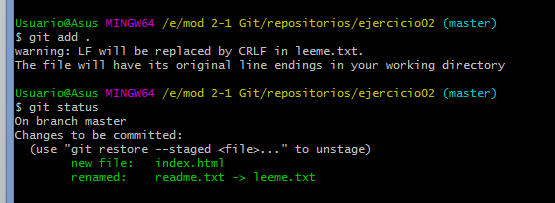 Usuario@Asus MINGW64 /e/mod 2-1 Git/repositorios/ejercicio02 (master)
$ git add .
warning: LF will be replaced by CRLF in leeme.txt.
The file will have its original line endings in your working directory
Usuario@Asus MINGW64 /e/mod 2-1 Git/repositorios/ejercicio02 (master)
$ git status
On branch master
Changes to be committed:
  (use "git restore --staged <file>..." to unstage)
        new file:   index.html
        renamed:    readme.txt -> leeme.txt